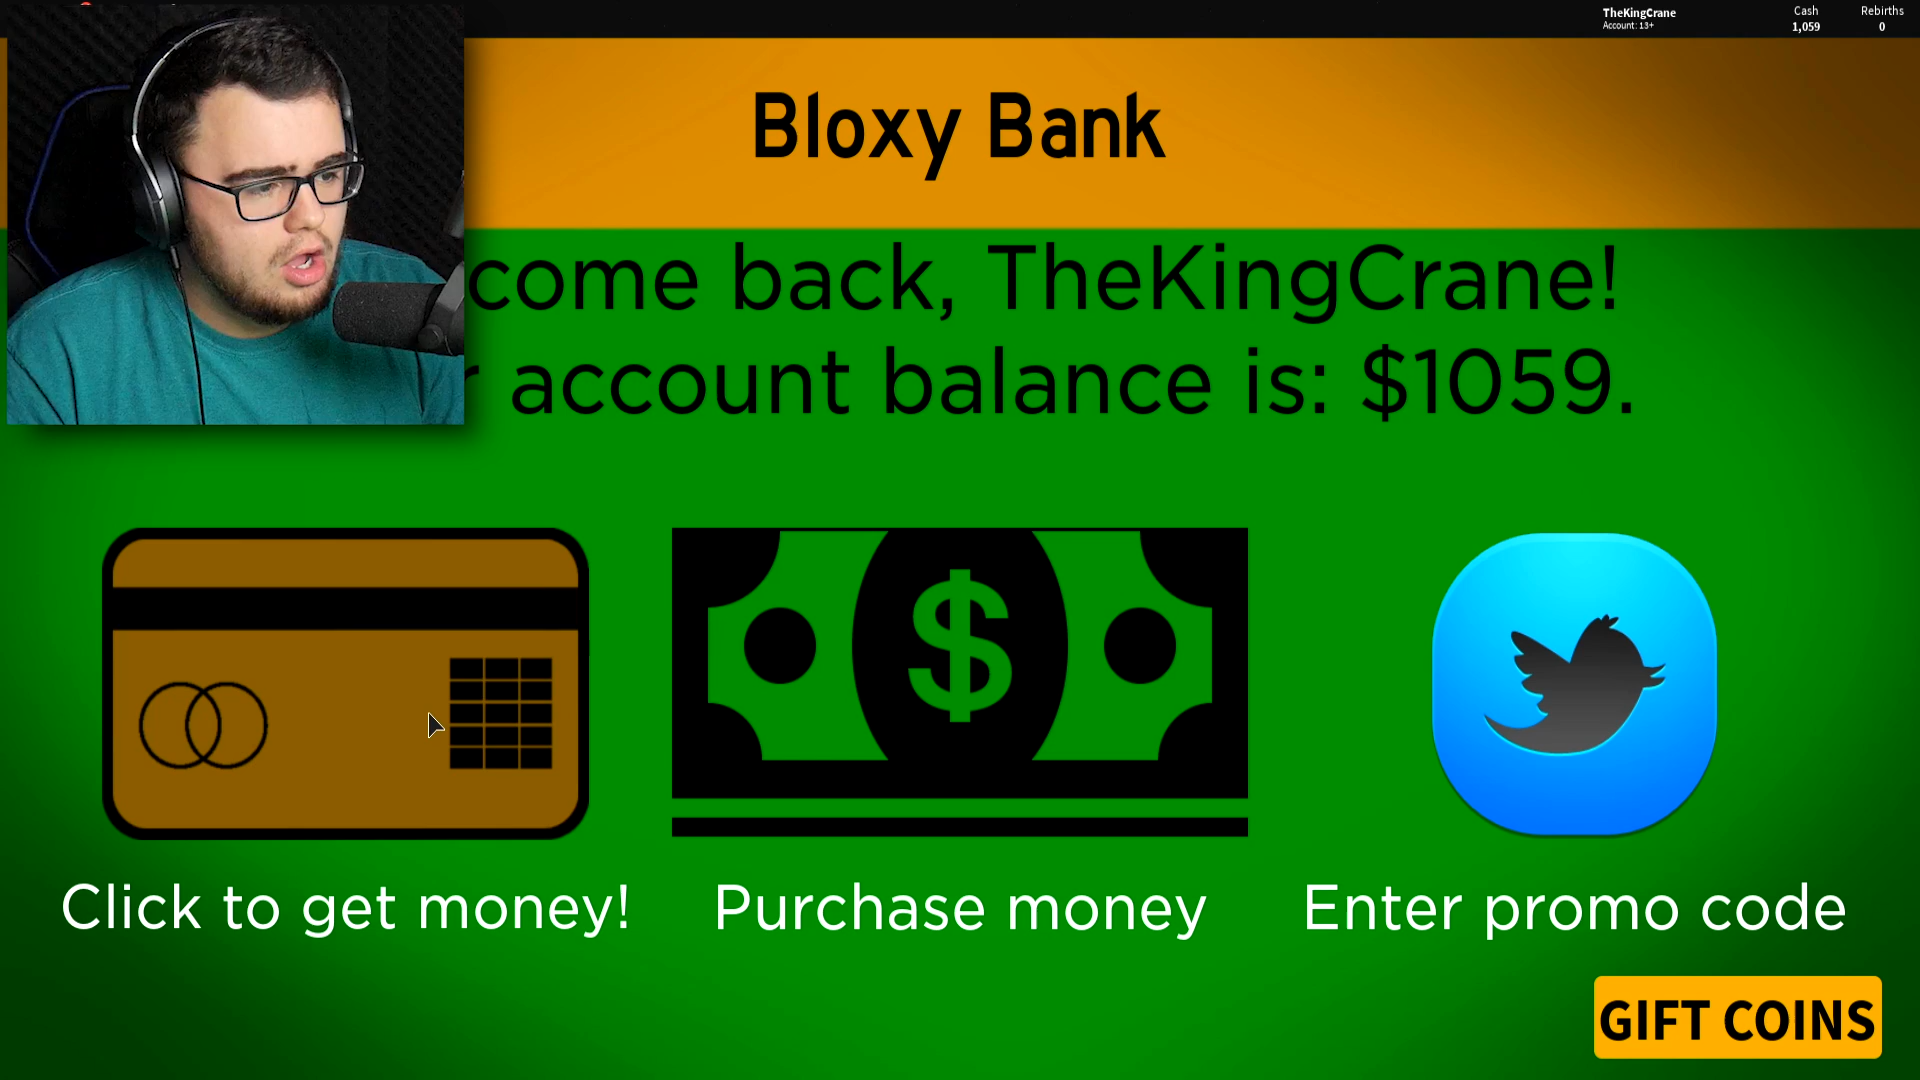 TheKingCrane
Account: 13+
Cash
1,059
Rebirths
0
Bloxy Bank
come back, TheKingCrane!
r account balance is: $1059.
Click to get money!
Purchase money
Enter promo code
GIFT COINS